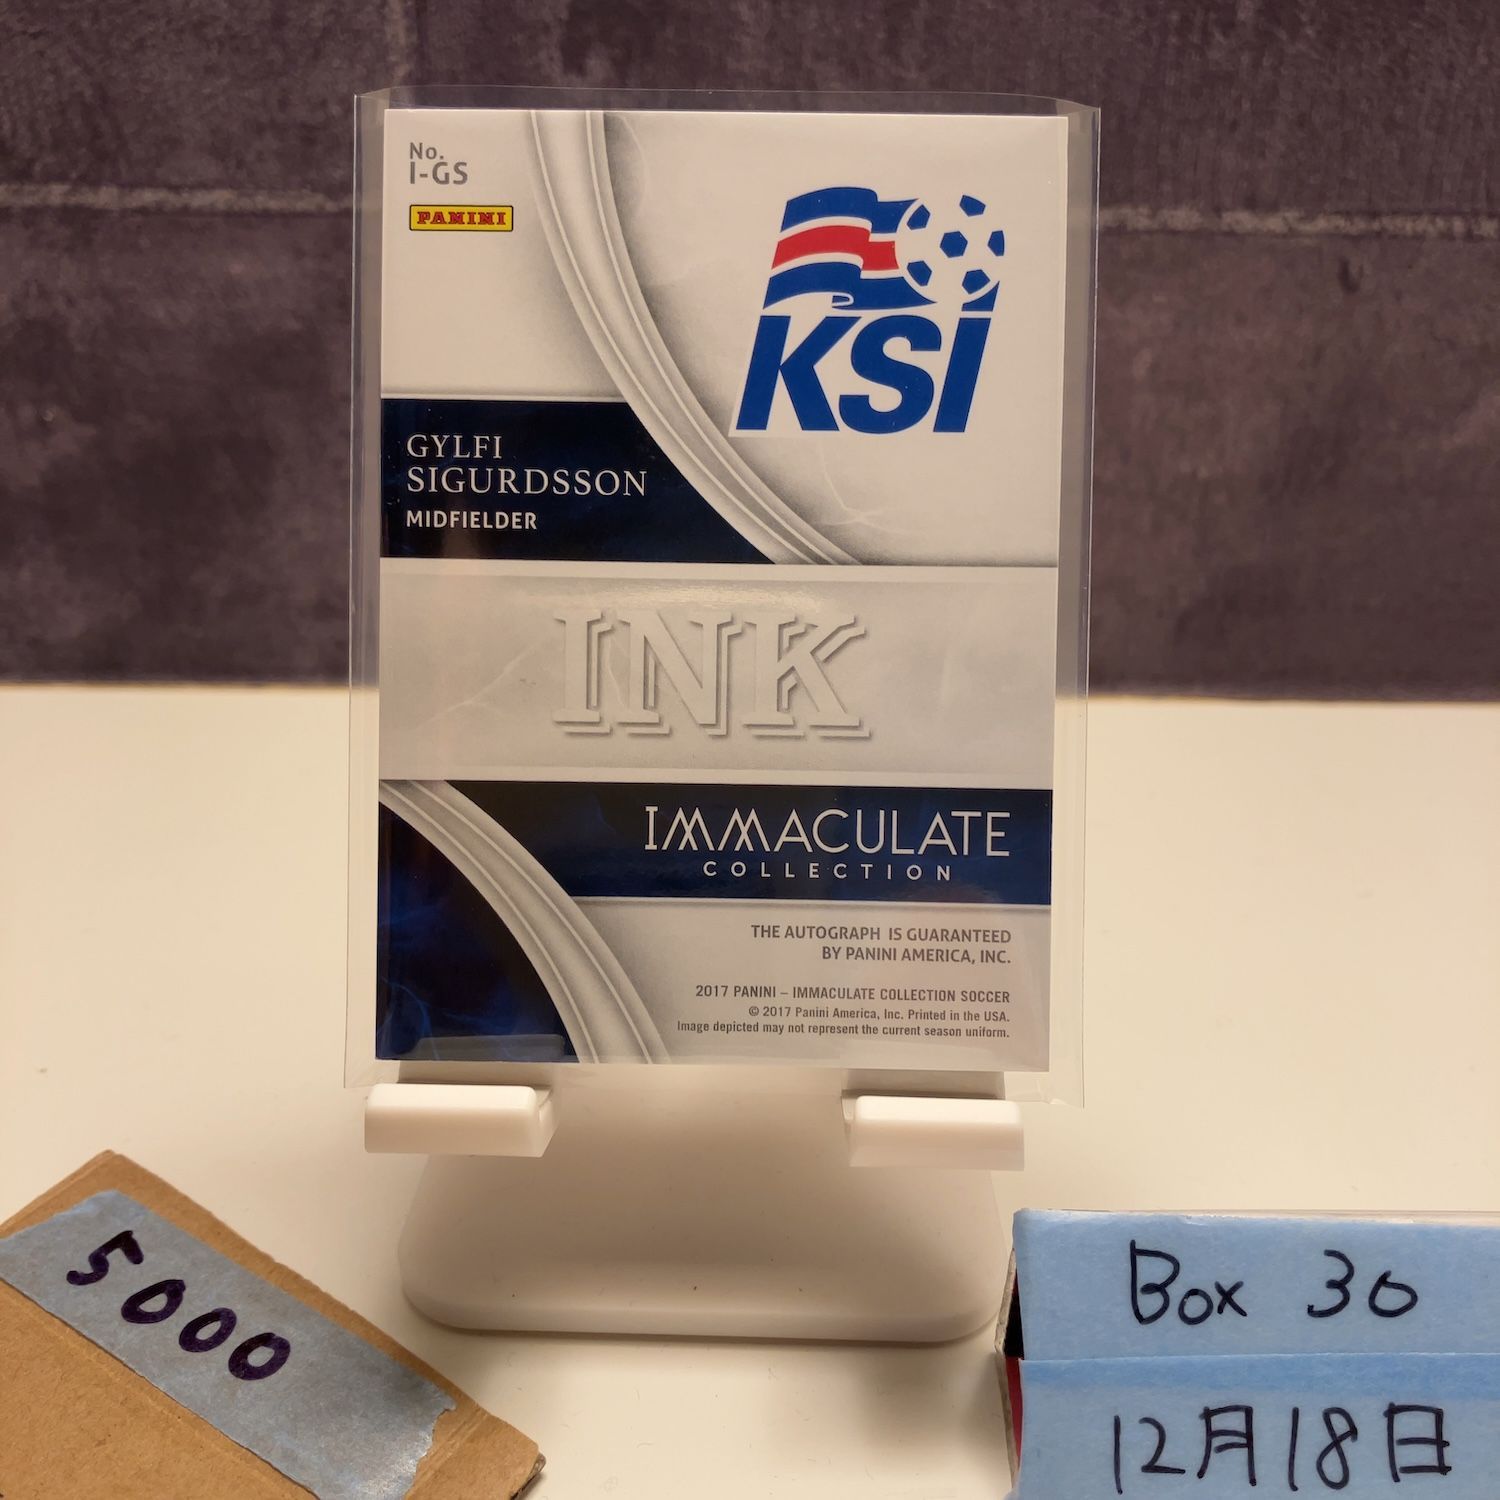 No.
I-GS
PANINI
KSÍ
GYLFI
SIGURDSSON
MIDFIELDER
INK
IMMACULATE
COLLECTION
THE AUTOGRAPH IS GUARANTEED
BY PANINI AMERICA, INC.
2017 PANINI – IMMACULATE COLLECTION SOCCER
© 2017 Panini America, Inc. Printed in the USA.
Image depicted may not represent the current season uniform.
5000
Box 30
12月18日